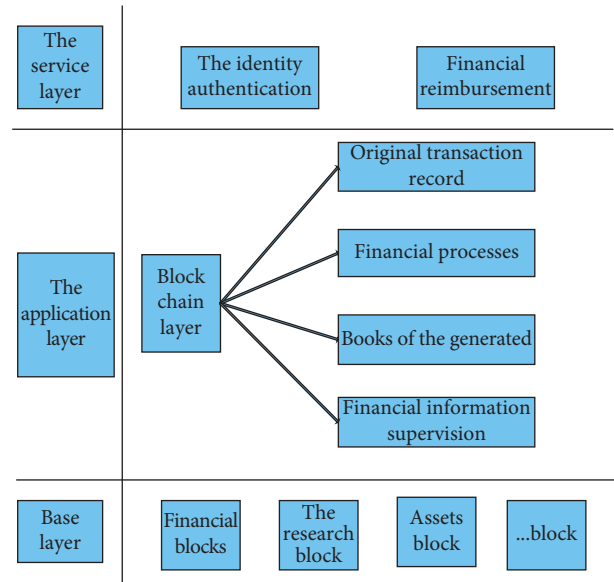 The
service
layer
The identity
authentication
Financial
reimbursement
The
application
layer
Block
chain
layer
Original transaction
record
Financial processes
Books of the generated
Financial information
supervision
Base
layer
Financial
blocks
The
research
block
Assets
block
...block